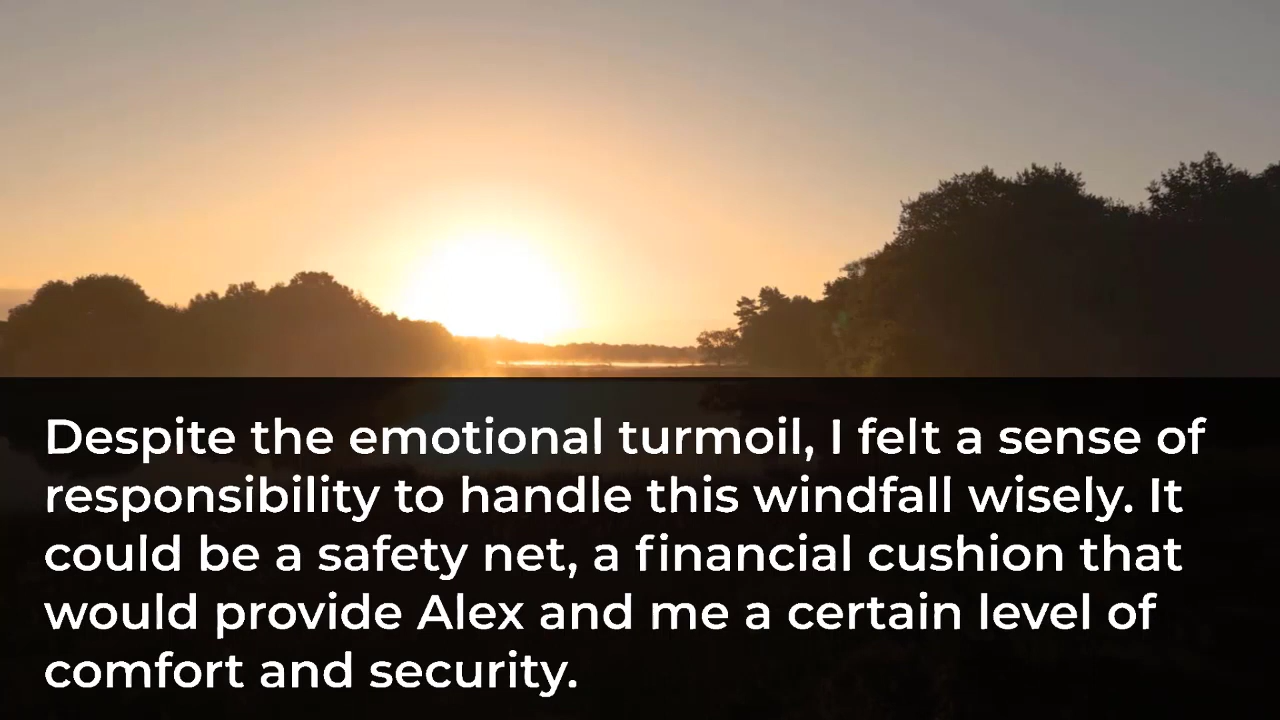 Despite the emotional turmoil, I felt a sense of
responsibility to handle this windfall wisely. It
could be a safety net, a financial cushion that
would provide Alex and me a certain level of
comfort and security.